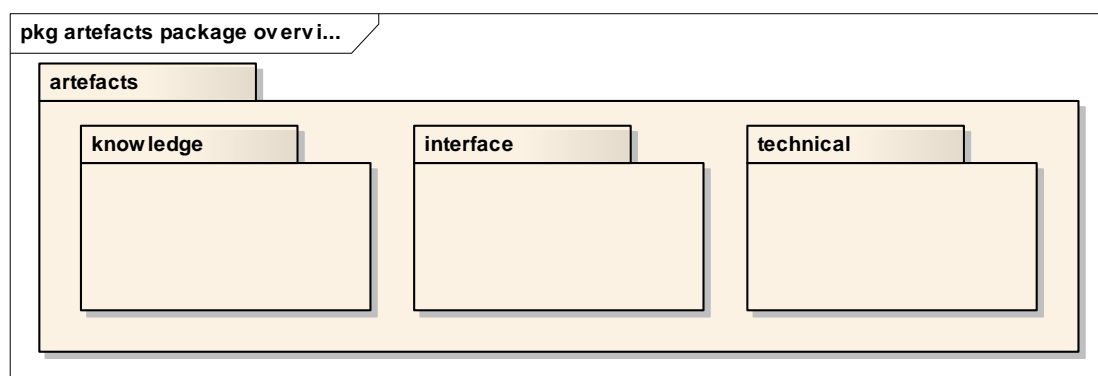 pkg artefacts package overvi...
artefacts
knowledge
interface
technical